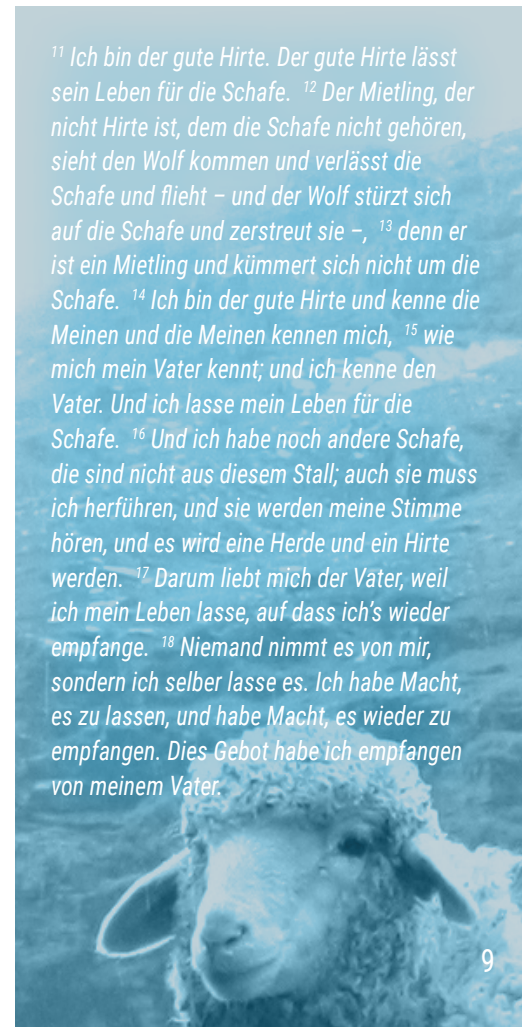 11 Ich bin der gute Hirte. Der gute Hirte lässt
sein Leben für die Schafe. 12 Der Mietling, der
nicht Hirte ist, dem die Schafe nicht gehören,
sieht den Wolf kommen und verlässt die
Schafe und flieht – und der Wolf stürzt sich
auf die Schafe und zerstreut sie –, 13 denn er
ist ein Mietling und kümmert sich nicht um die
Schafe. 14 Ich bin der gute Hirte und kenne die
Meinen und die Meinen kennen mich, 15 wie
mich mein Vater kennt; und ich kenne den
Vater. Und ich lasse mein Leben für die
Schafe. 16 Und ich habe noch andere Schafe,
die sind nicht aus diesem Stall; auch sie muss
ich herführen, und sie werden meine Stimme
hören, und es wird eine Herde und ein Hirte
werden. 17 Darum liebt mich der Vater, weil
ich mein Leben lasse, auf dass ich's wieder
empfange. 18 Niemand nimmt es von mir,
sondern ich selber lasse es. Ich habe Macht,
es zu lassen, und habe Macht, es wieder zu
empfangen. Dies Gebot habe ich empfangen
von meinem Vater.
9